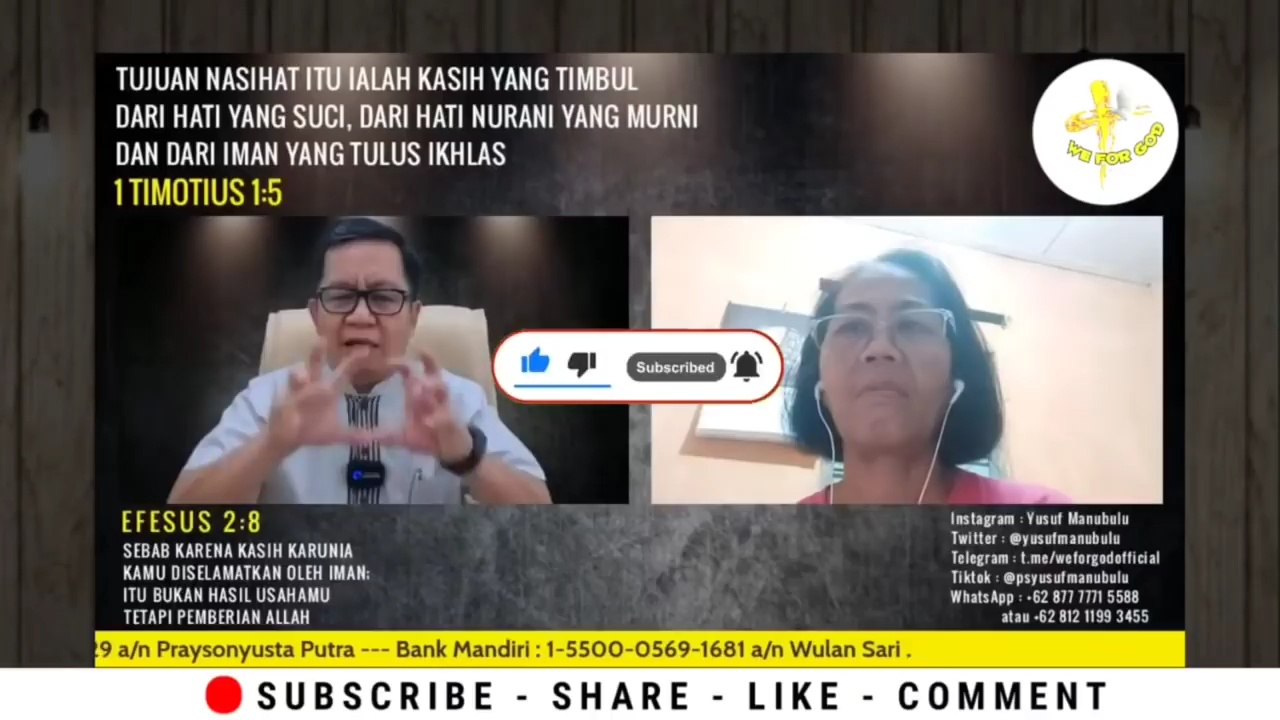 TUJUAN NASIHAT ITU IALAH KASIH YANG TIMBUL
DARI HATI YANG SUCI, DARI HATI NURANI YANG MURNI
DAN DARI IMAN YANG TULUS IKHLAS
1 TIMOTIUS 1:5
WE FOR GOD
Subscribed
EFESUS 2:8
SEBAB KARENA KASIH KARUNIA
KAMU DISELAMATKAN OLEH IMAN:
ITU BUKAN HASIL USAHAMU
TETAPI PEMBERIAN ALLAH
Instagram : Yusuf Manubulu
Twitter : @yusufmanubulu
Telegram : t.me/weforgodofficial
Tiktok : @psyusufmanubulu
WhatsApp : +62 877 7771 5588
atau +62 812 1199 3455
29 a/n Praysonyusta Putra --- Bank Mandiri : 1-5500-0569-1681 a/n Wulan Sari .
SUBSCRIBE - SHARE - LIKE - COMMENT